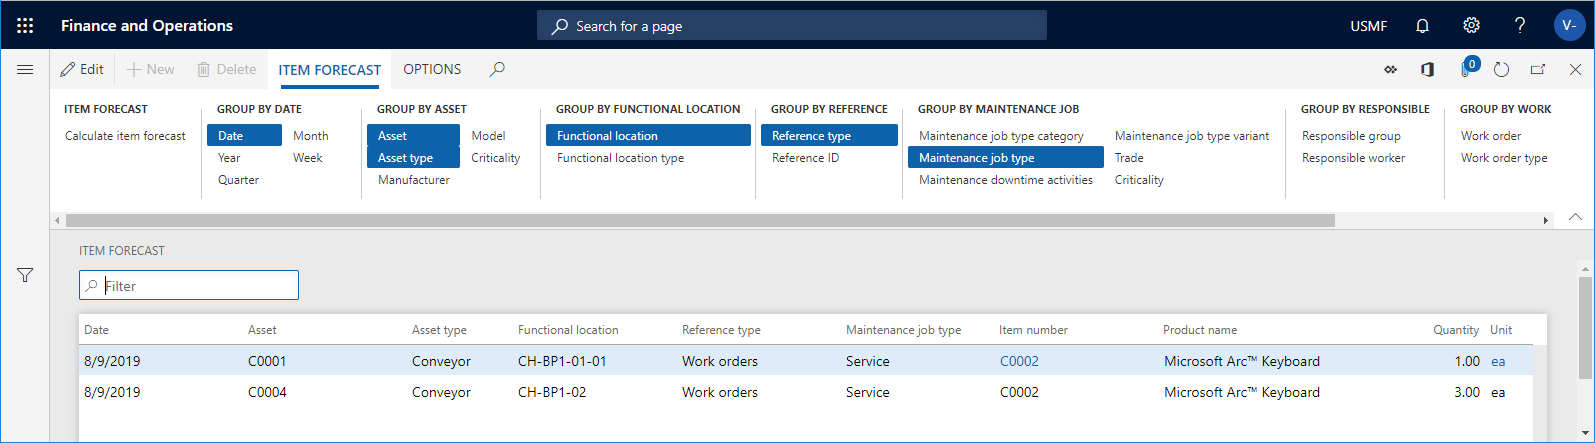 Finance and Operations Search for a page USMF V-
Edit New Delete ITEM FORECAST OPTIONS 0
ITEM FORECAST GROUP BY DATE GROUP BY ASSET GROUP BY FUNCTIONAL LOCATION GROUP BY REFERENCE GROUP BY MAINTENANCE JOB GROUP BY RESPONSIBLE GROUP BY WORK
Calculate item forecast Date Month Asset Model Functional location Reference type Maintenance job type category Maintenance job type variant Responsible group Work order
Year Week Asset type Criticality Functional location type Reference ID Maintenance job type Trade Responsible worker Work order type
Quarter Manufacturer Maintenance downtime activities Criticality
ITEM FORECAST
Filter
Date Asset Asset type Functional location Reference type Maintenance job type Item number Product name Quantity Unit
8/9/2019 C0001 Conveyor CH-BP1-01-01 Work orders Service C0002 Microsoft Arc™ Keyboard 1.00 ea
8/9/2019 C0004 Conveyor CH-BP1-02 Work orders Service C0002 Microsoft Arc™ Keyboard 3.00 ea